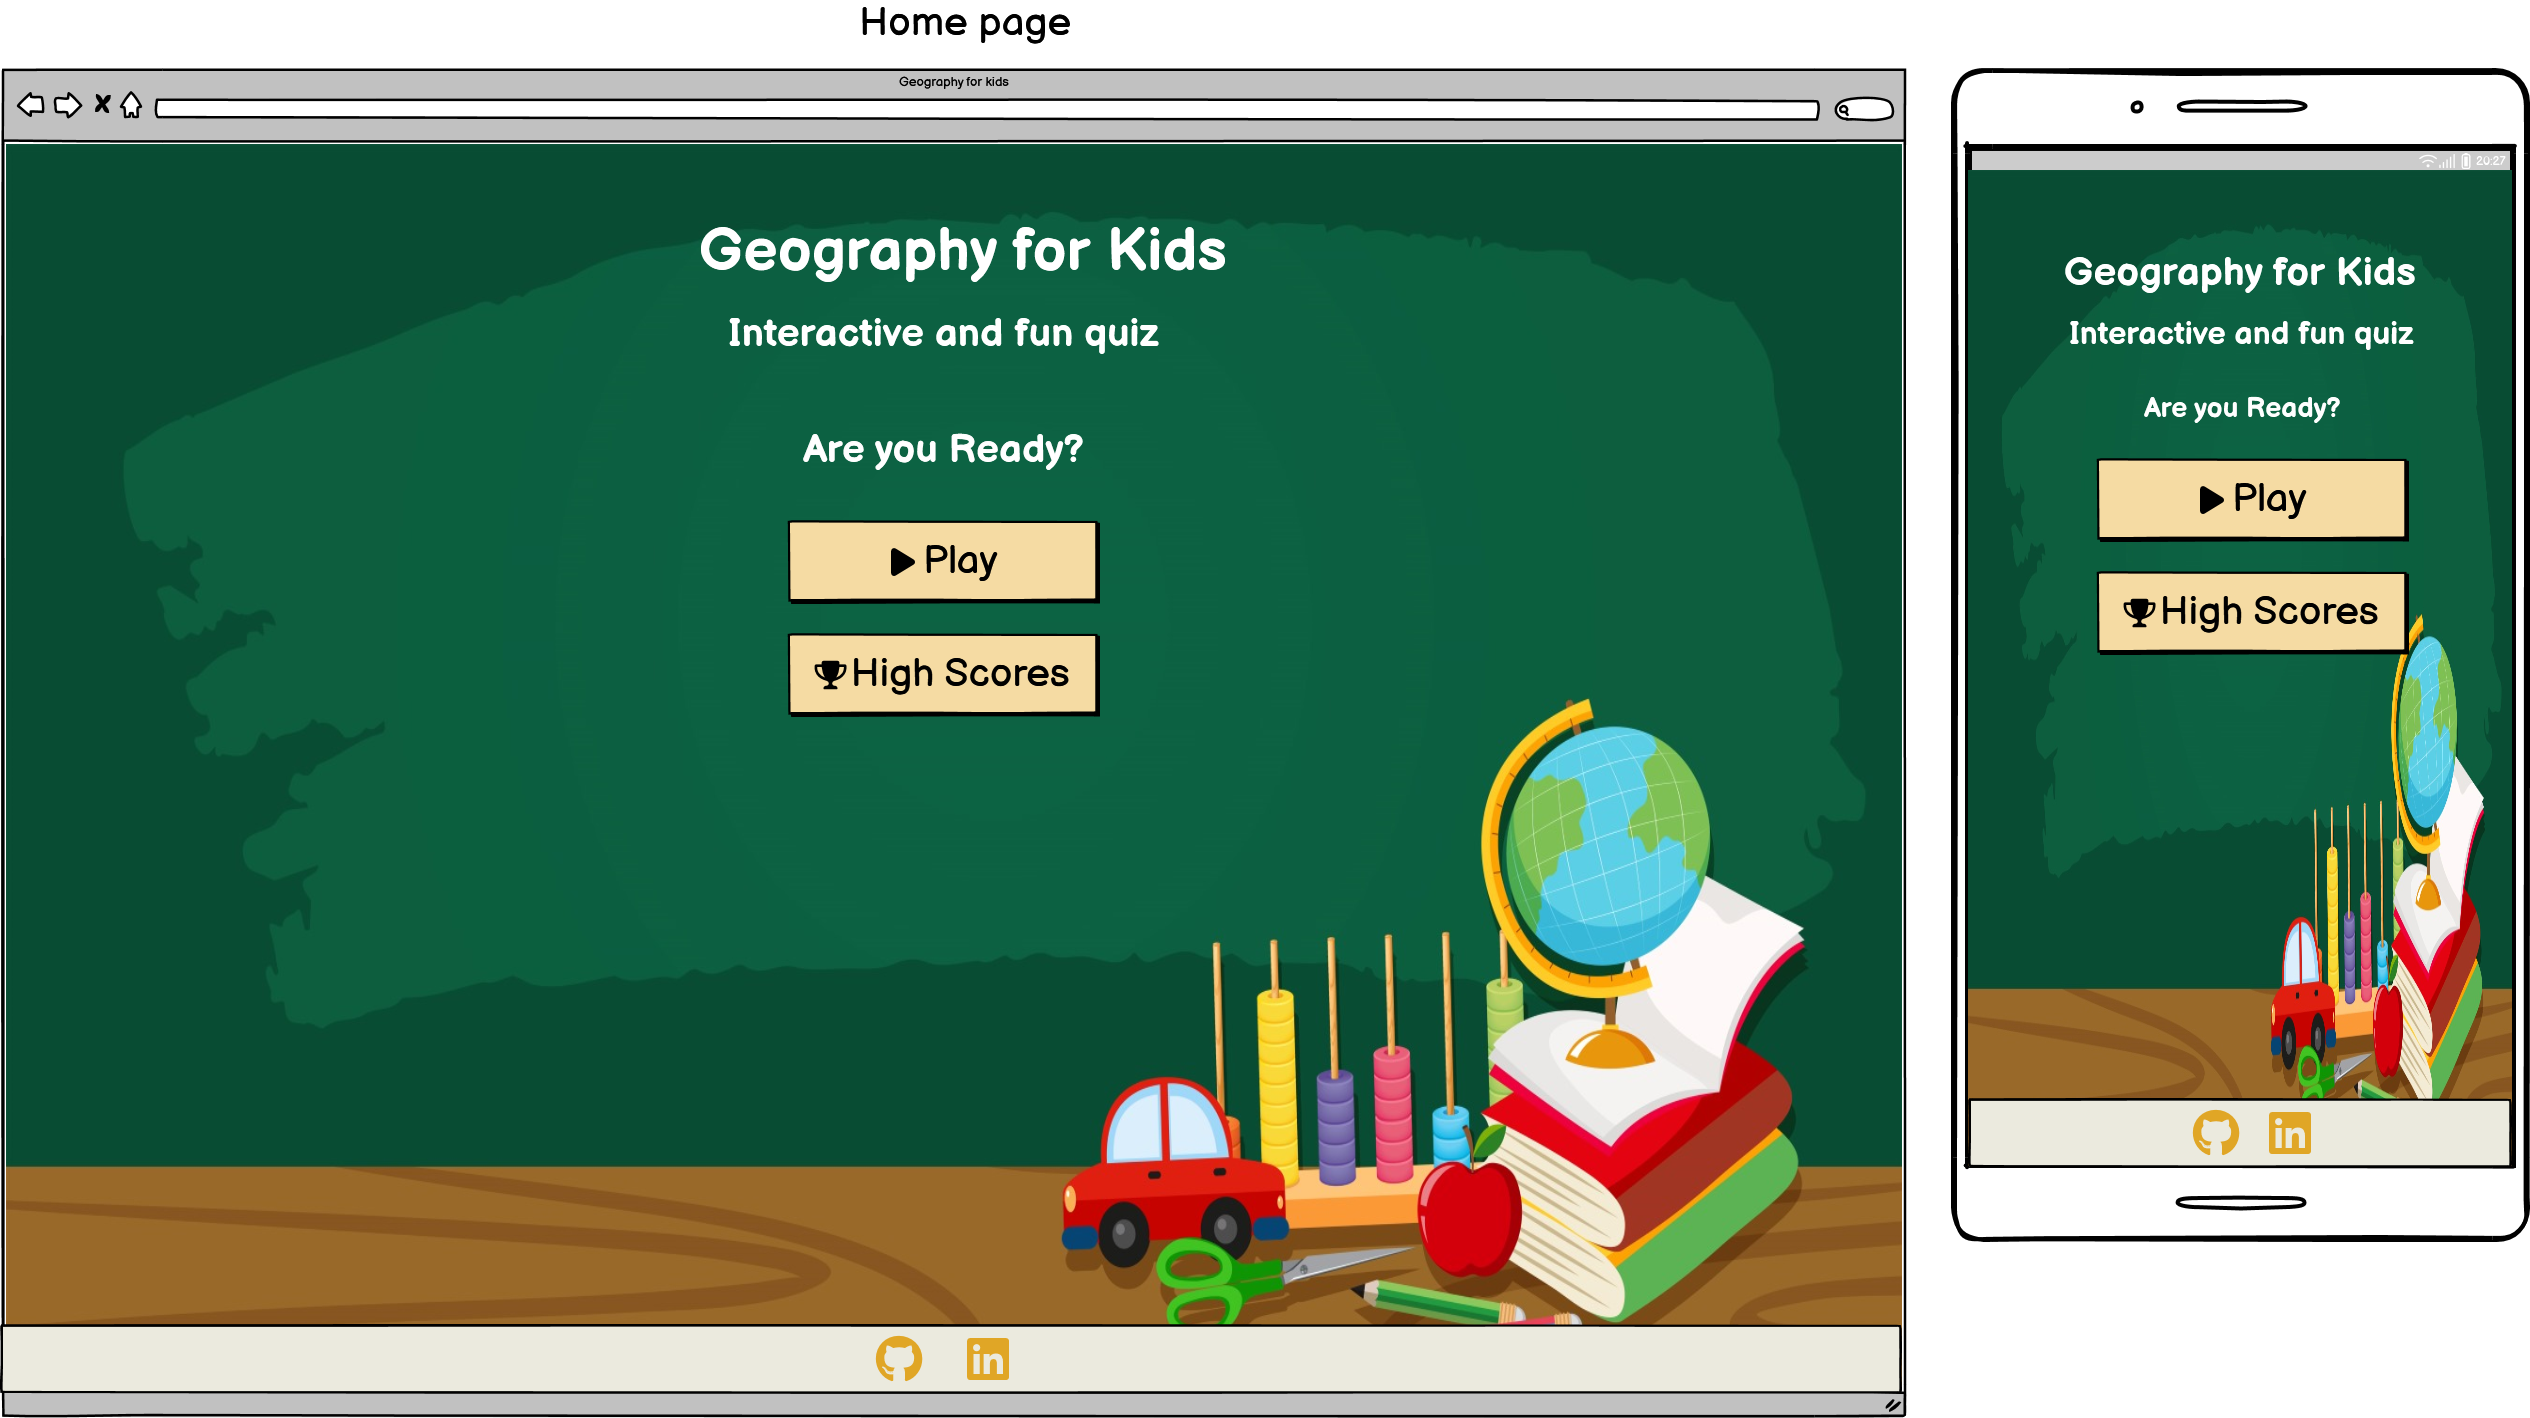 Home page
Geography for kids
Geography for Kids
Interactive and fun quiz
Are you Ready?
Play
High Scores
in
20:27
Geography for Kids
Interactive and fun quiz
Are you Ready?
Play
High Scores
in